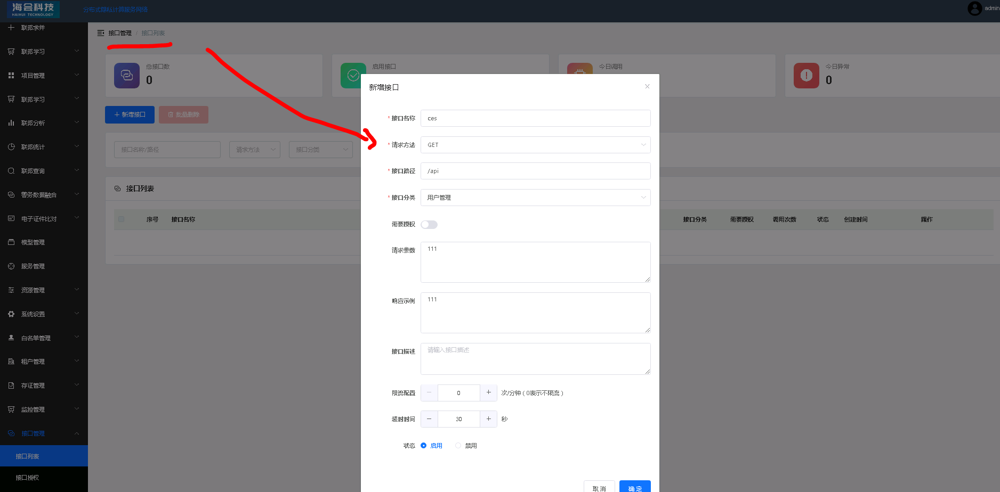 海会科技
HAIHUI TECHNOLOGY
分布式隐私计算服务网络
admin
联邦求并
联邦学习
项目管理
联邦学习
联邦分析
联邦统计
联邦查询
警务数据融合
电子证件比对
模型管理
服务管理
资源管理
系统设置
白名单管理
租户管理
存证管理
监控管理
接口管理
接口列表
接口授权
接口管理 / 接口列表
总接口数
0
启用接口
今日调用
今日异常
0
+ 新增接口
批量删除
接口名称/路径
请求方法
接口分类
接口列表
序号 接口名称 接口分类 需要授权 调用次数 状态 创建时间 操作
新增接口
* 接口名称 ces
* 请求方法 GET
* 接口路径 /api
* 接口分类 用户管理
需要授权
请求参数 111
响应示例 111
接口描述 请输入接口描述
限流配置 − 0 + 次/分钟 ( 0表示不限流 )
超时时间 − 30 + 秒
状态 启用 禁用
取 消 确 定